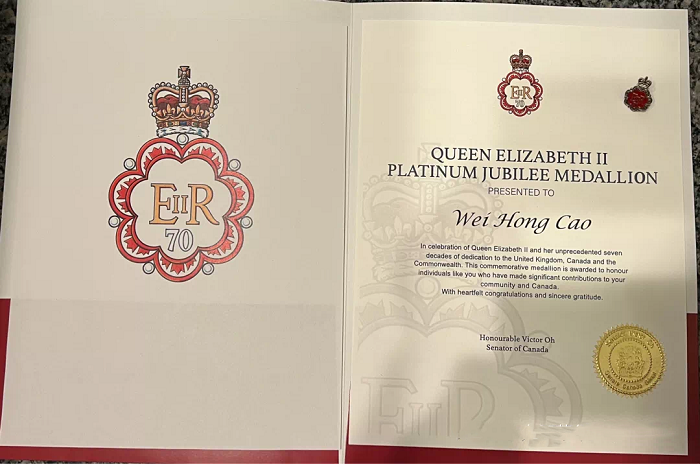 EIIR
70
EIIR
70
QUEEN ELIZABETH II
PLATINUM JUBILEE MEDALLION
PRESENTED TO
Wei Hong Cao
In celebration of Queen Elizabeth II and her unprecedented seven
decades of dedication to the United Kingdom, Canada and the
Commonwealth. This commemorative medallion is awarded to honour
individuals like you who have made significant contributions to your
community and Canada.
With heartfelt congratulations and sincere gratitude.
Honourable Victor Oh
Senator of Canada
EIIR